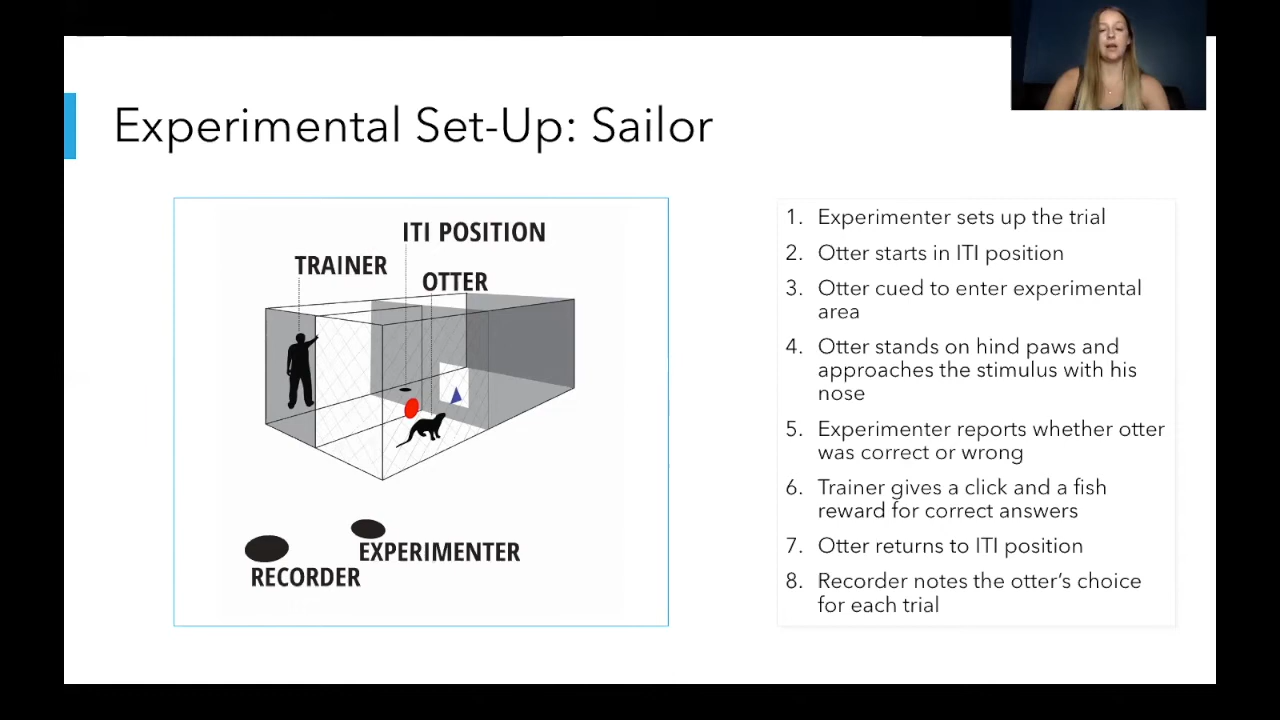 Experimental Set-Up: Sailor
ITI POSITION
TRAINER
OTTER
EXPERIMENTER
RECORDER
1. Experimenter sets up the trial
2. Otter starts in ITI position
3. Otter cued to enter experimental
area
4. Otter stands on hind paws and
approaches the stimulus with his
nose
5. Experimenter reports whether otter
was correct or wrong
6. Trainer gives a click and a fish
reward for correct answers
7. Otter returns to ITI position
8. Recorder notes the otter’s choice
for each trial